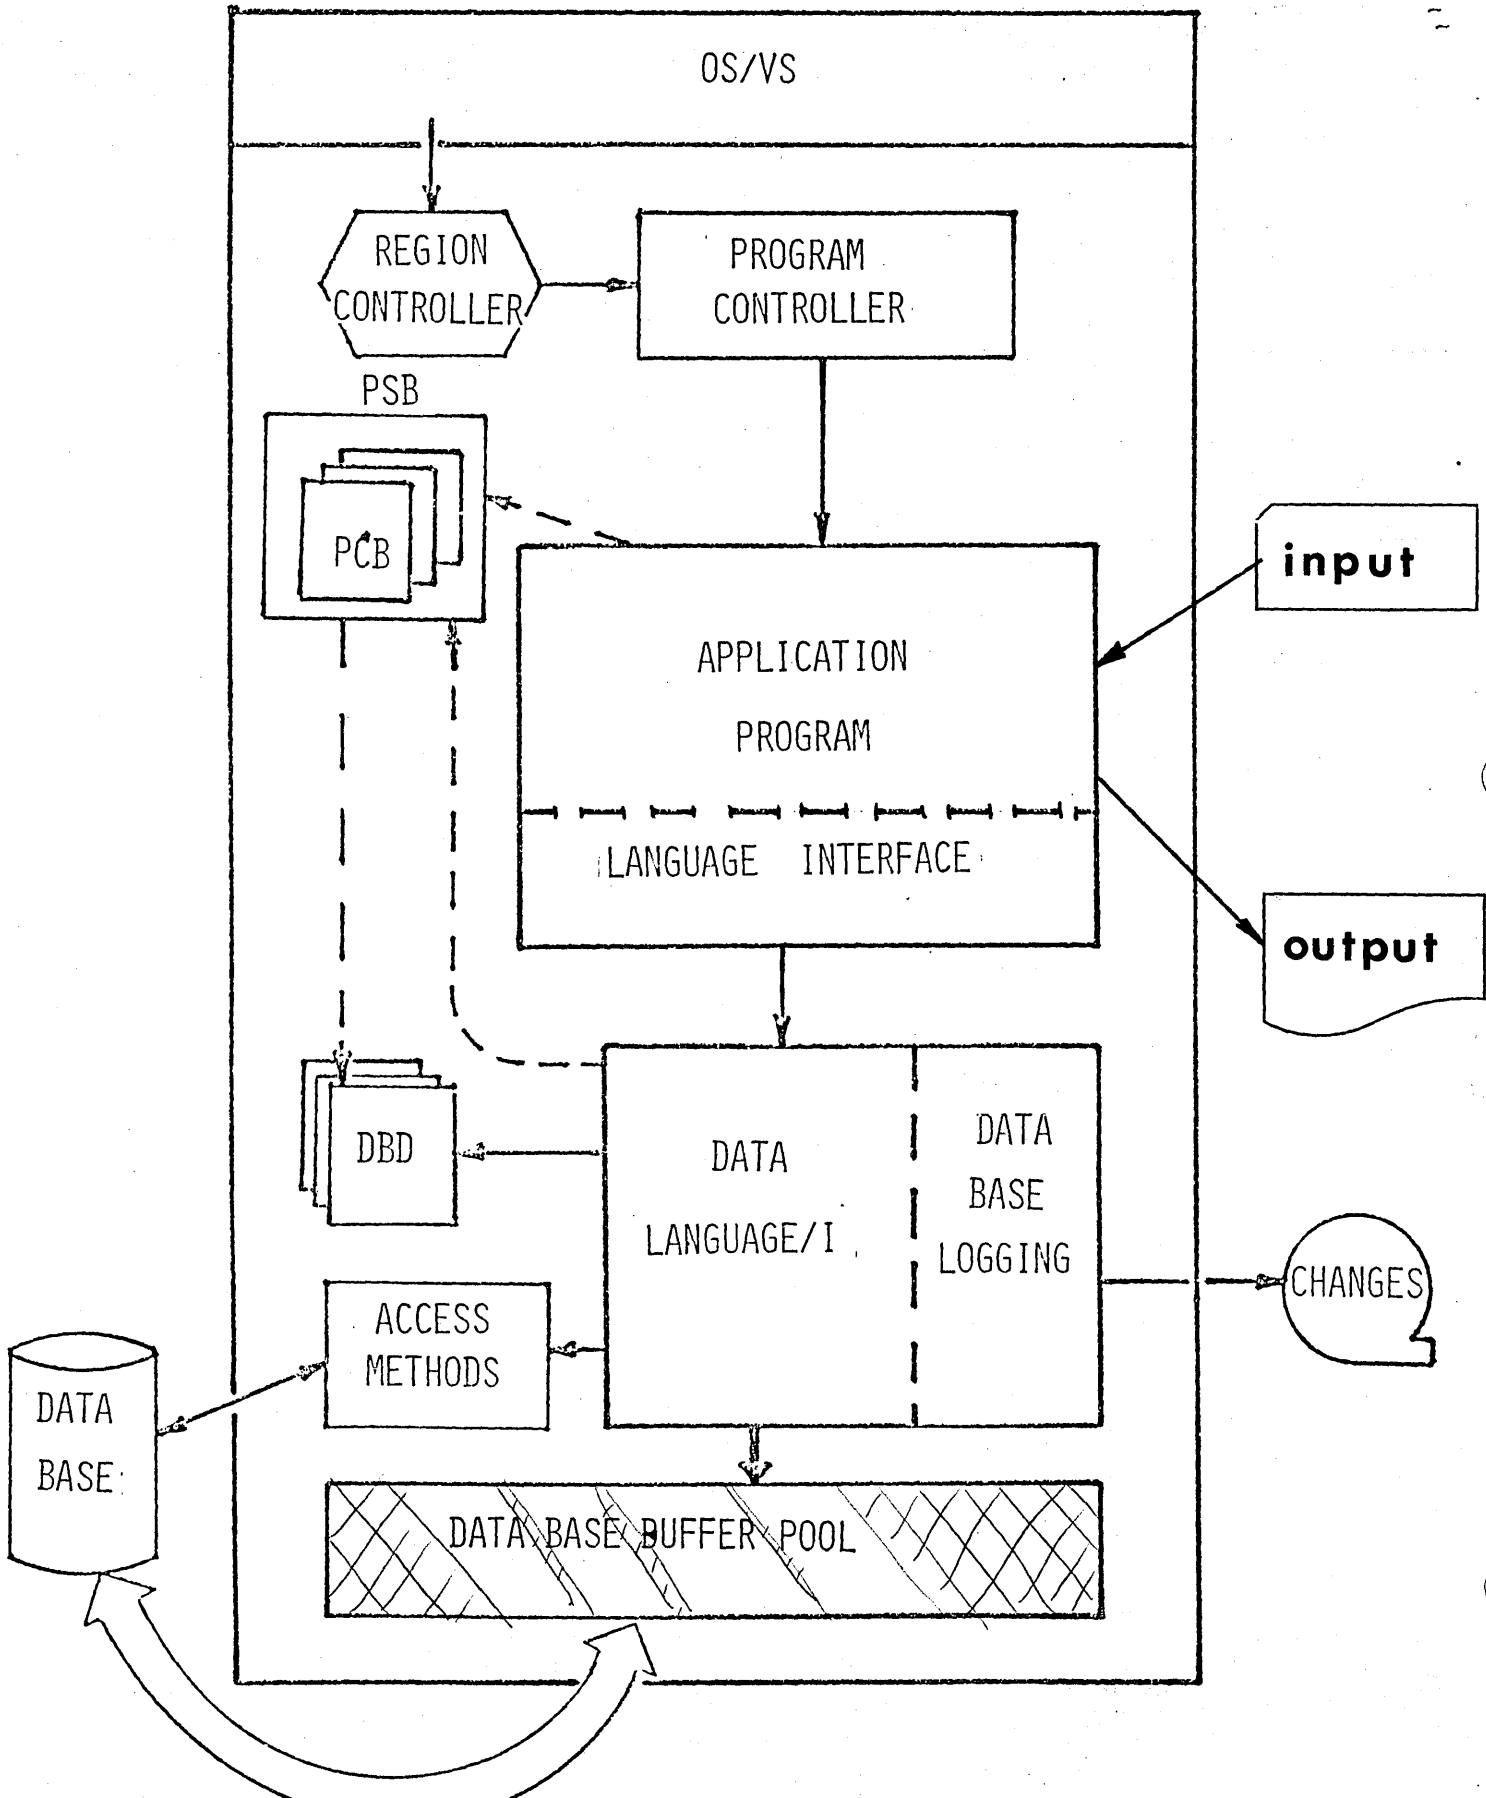 OS/VS
REGION
CONTROLLER
PROGRAM
CONTROLLER
PSB
PCB
input
APPLICATION
PROGRAM
LANGUAGE INTERFACE
output
DBD
DATA
LANGUAGE/I
DATA
BASE
LOGGING
CHANGES
ACCESS
METHODS
DATA
BASE
DATA BASE BUFFER POOL